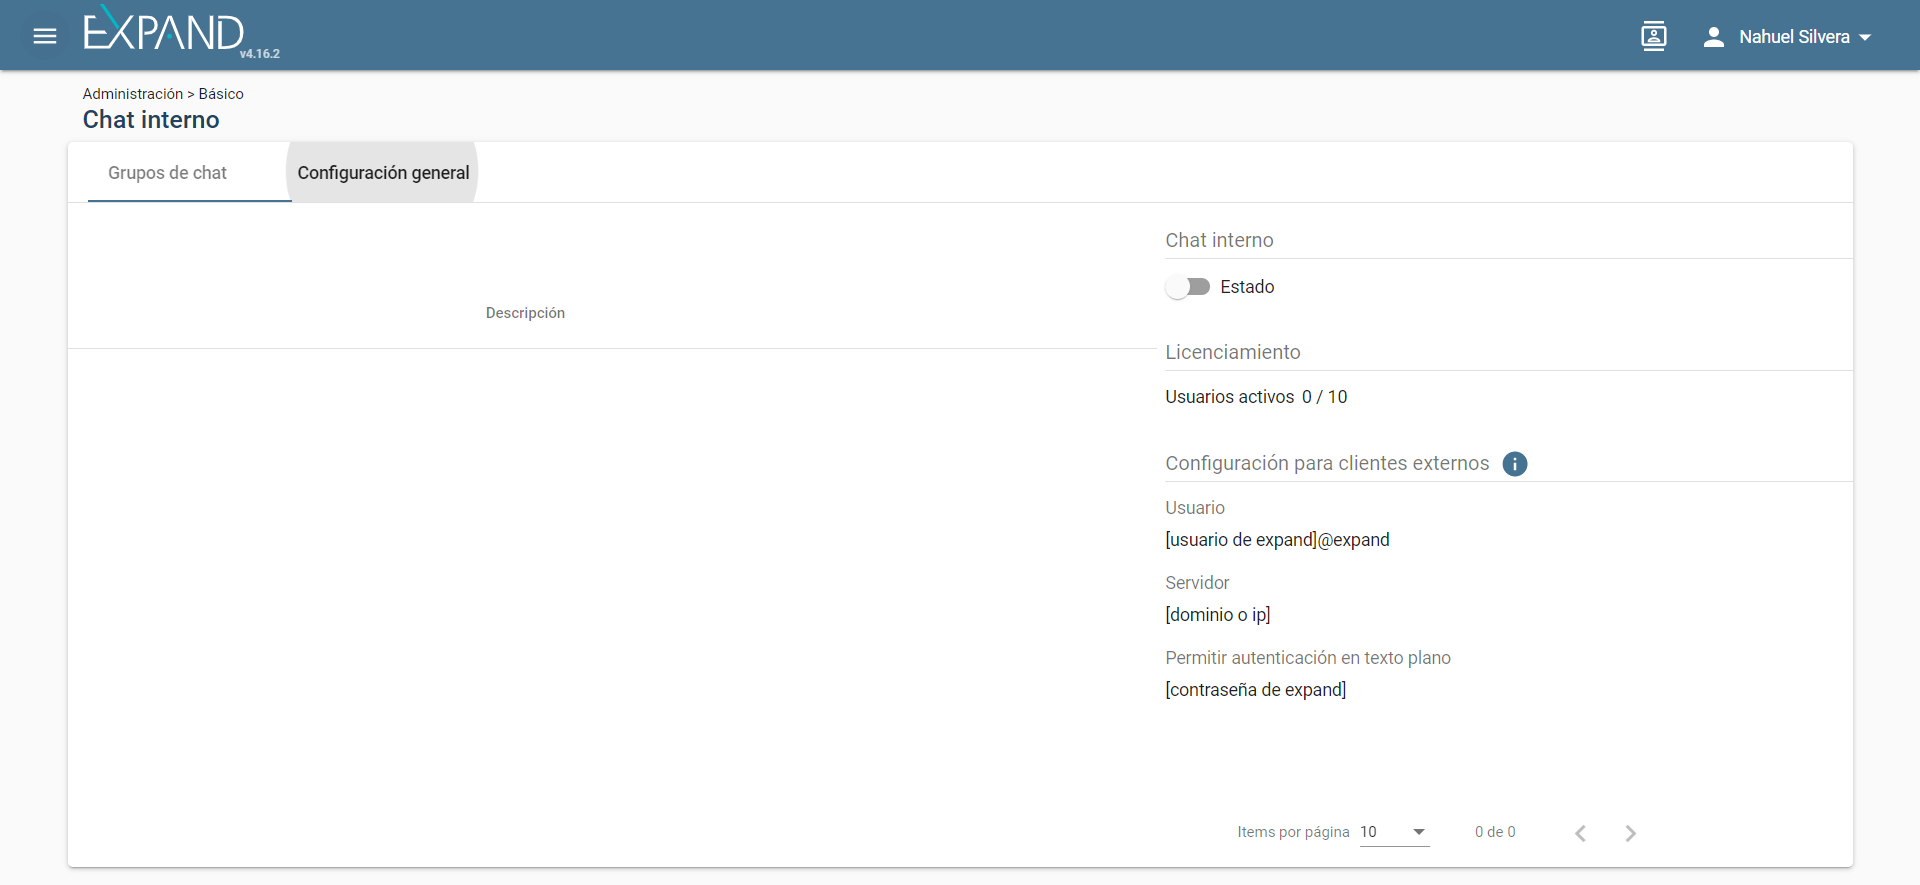 EXPAND
v4.16.2
Nahuel Silvera
Administración > Básico
Chat interno
Grupos de chat
Configuración general
Descripción
Chat interno
Estado
Licenciamiento
Usuarios activos 0 / 10
Configuración para clientes externos
Usuario
[usuario de expand]@expand
Servidor
[dominio o ip]
Permitir autenticación en texto plano
[contraseña de expand]
Items por página 10
0 de 0